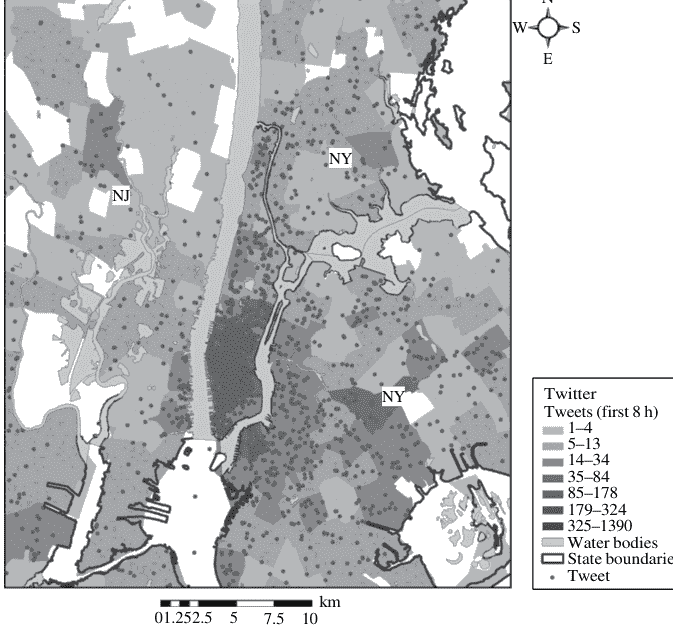 N
W S
E
NY
NJ
NY
Twitter
Tweets (first 8 h)
1–4
5–13
14–34
35–84
85–178
179–324
325–1390
Water bodies
State boundarie
Tweet
km
01.252.5 5 7.5 10